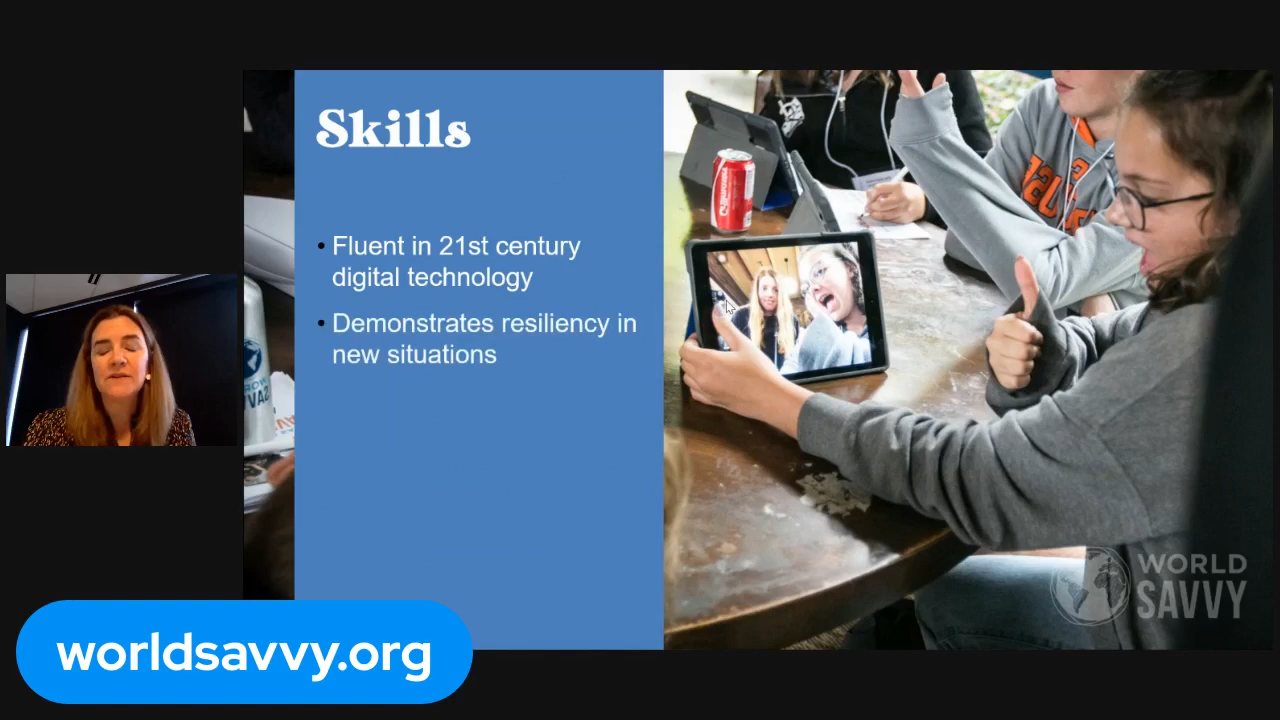 Skills
• Fluent in 21st century
digital technology
• Demonstrates resiliency in
new situations
WORLD
SAVVY
worldsavvy.org